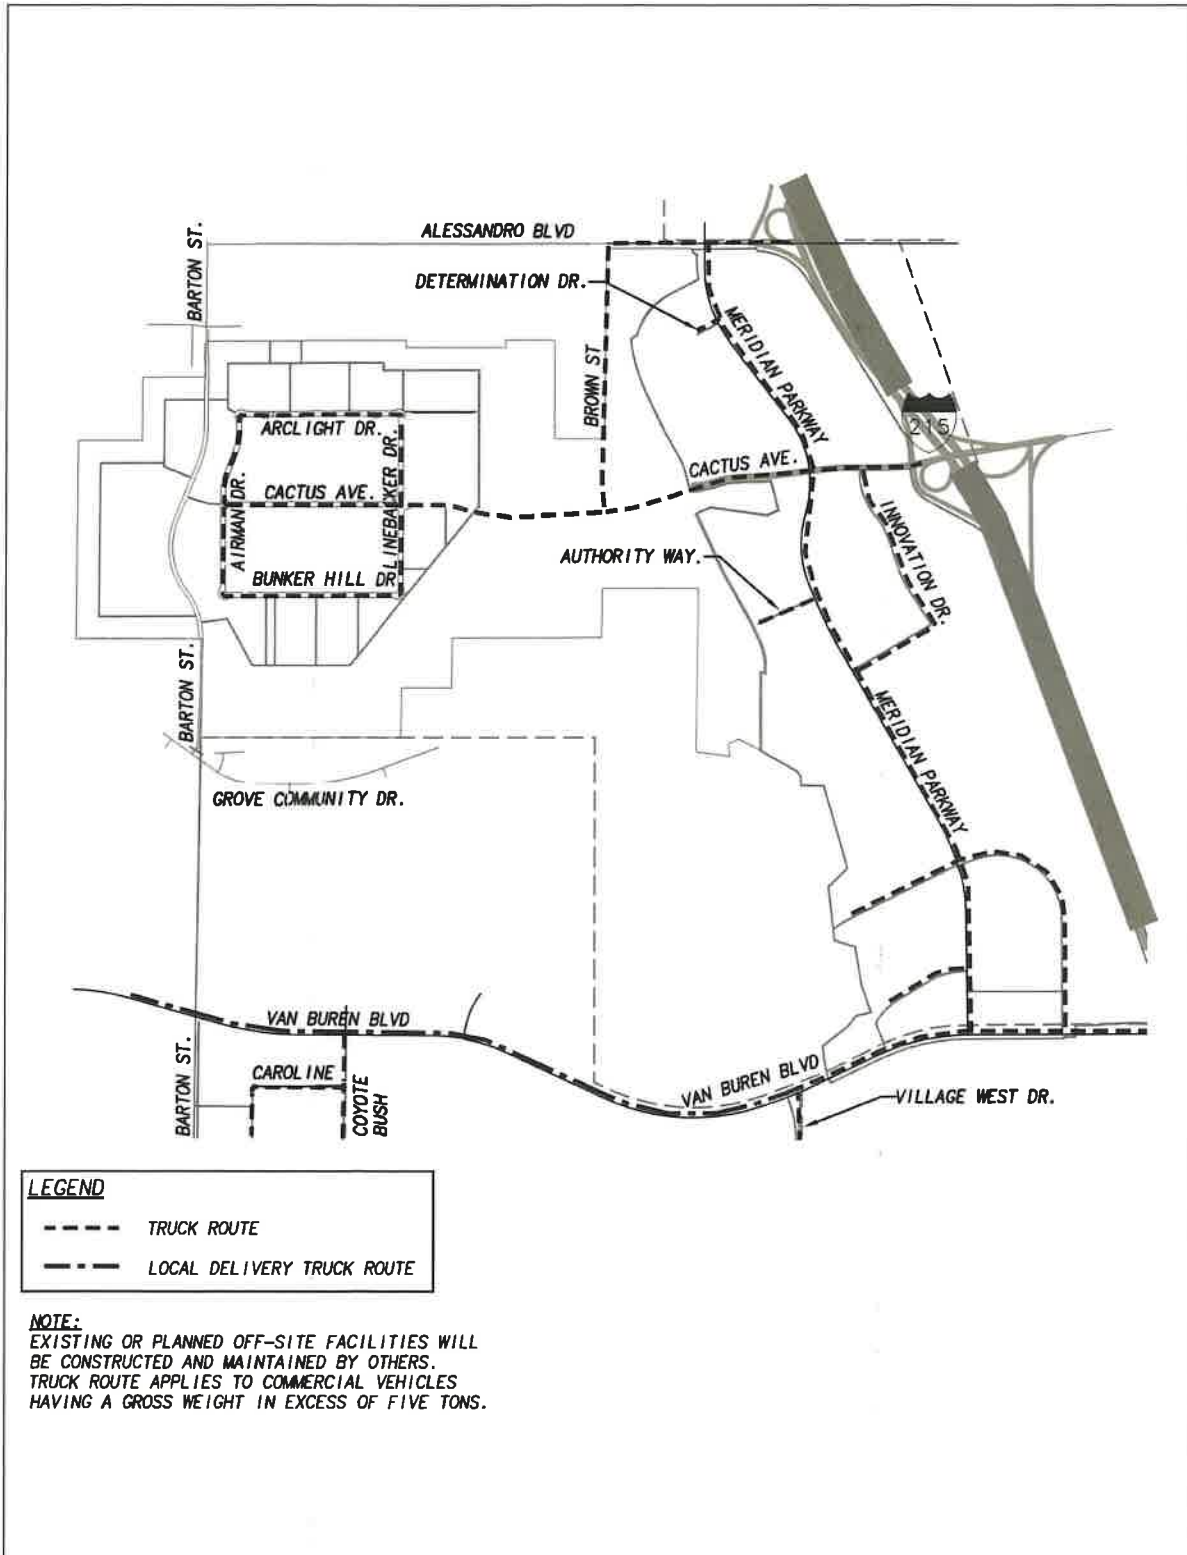 ALESSANDRO BLVD
BARTON ST.
DETERMINATION DR.
MERIDIAN PARKWAY
BROWN ST
215
ARCLIGHT DR.
CACTUS AVE.
LINEBACKER DR.
AIRMAN DR.
CACTUS AVE.
INNOVATION DR.
AUTHORITY WAY.
BUNKER HILL DR
BARTON ST.
MERIDIAN PARKWAY
GROVE COMMUNITY DR.
VAN BUREN BLVD
BARTON ST.
CAROLINE
COYOTE
BUSH
VAN BUREN BLVD
VILLAGE WEST DR.
LEGEND
TRUCK ROUTE
LOCAL DELIVERY TRUCK ROUTE
NOTE:
EXISTING OR PLANNED OFF-SITE FACILITIES WILL
BE CONSTRUCTED AND MAINTAINED BY OTHERS.
TRUCK ROUTE APPLIES TO COMMERCIAL VEHICLES
HAVING A GROSS WEIGHT IN EXCESS OF FIVE TONS.